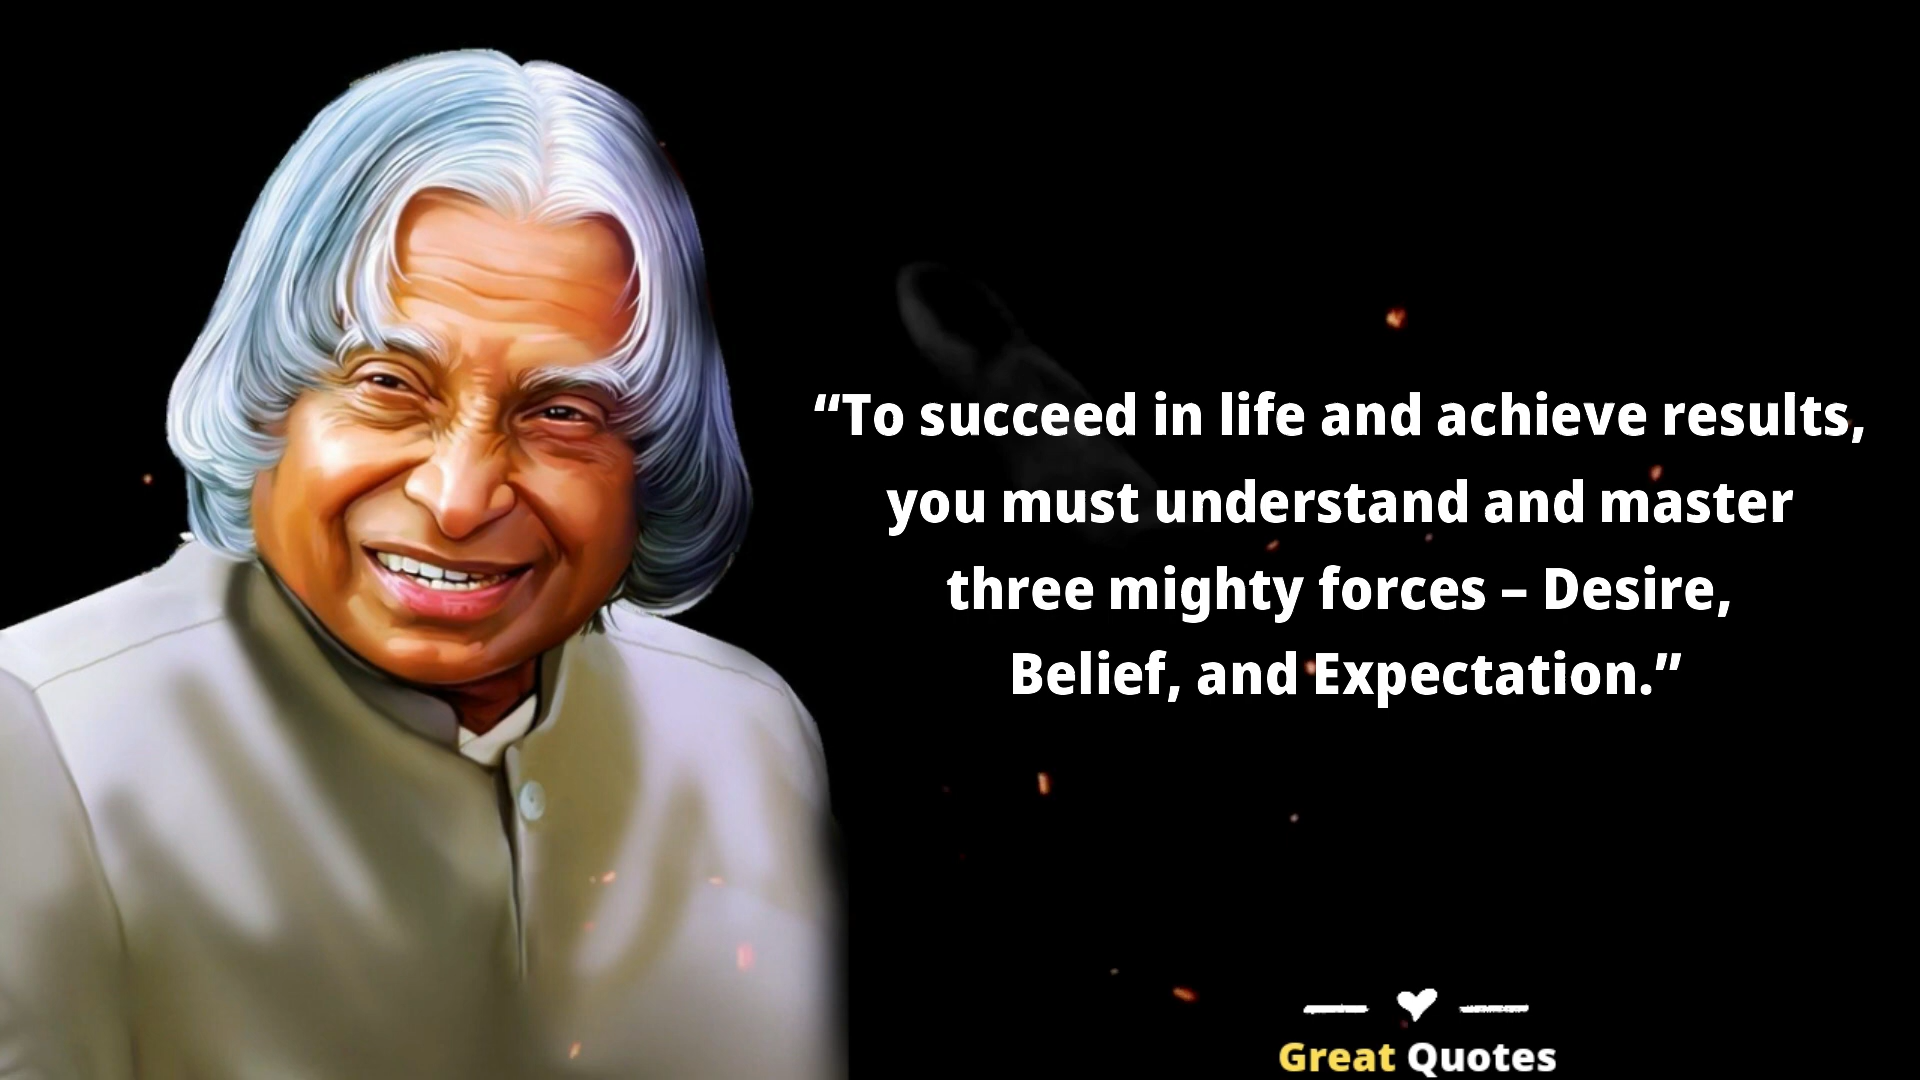 “To succeed in life and achieve results,
you must understand and master
three mighty forces – Desire,
Belief, and Expectation.”
Great Quotes